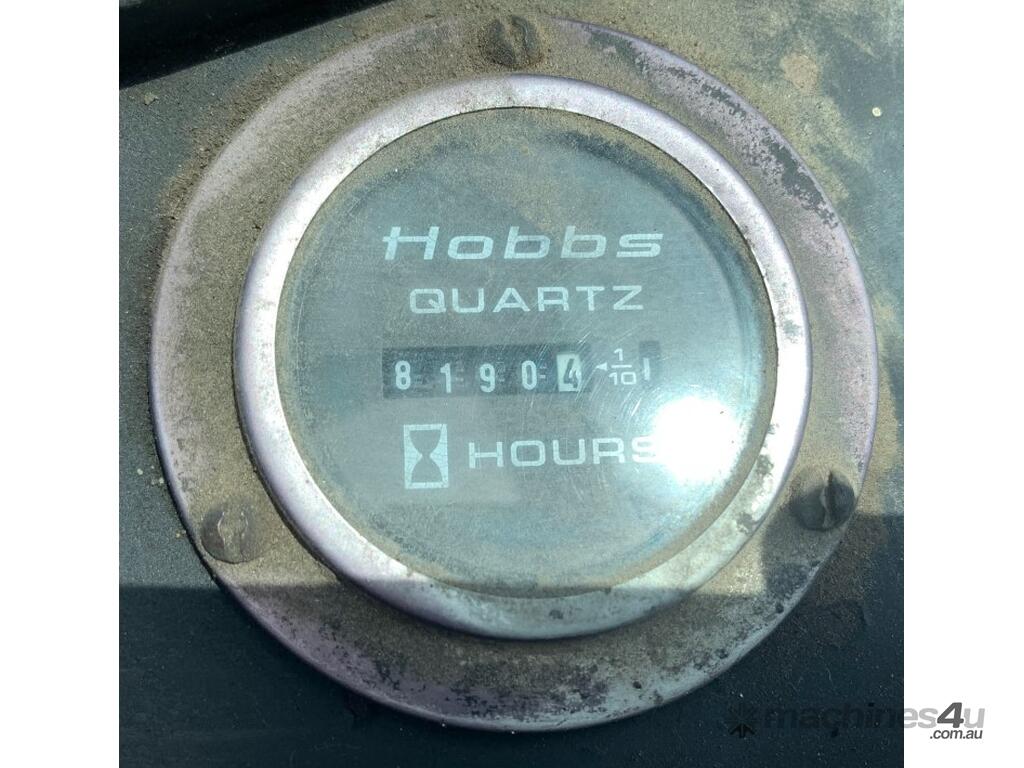 Hobbs
QUARTZ
81904 1/10
HOURS
machines4u
.com.au